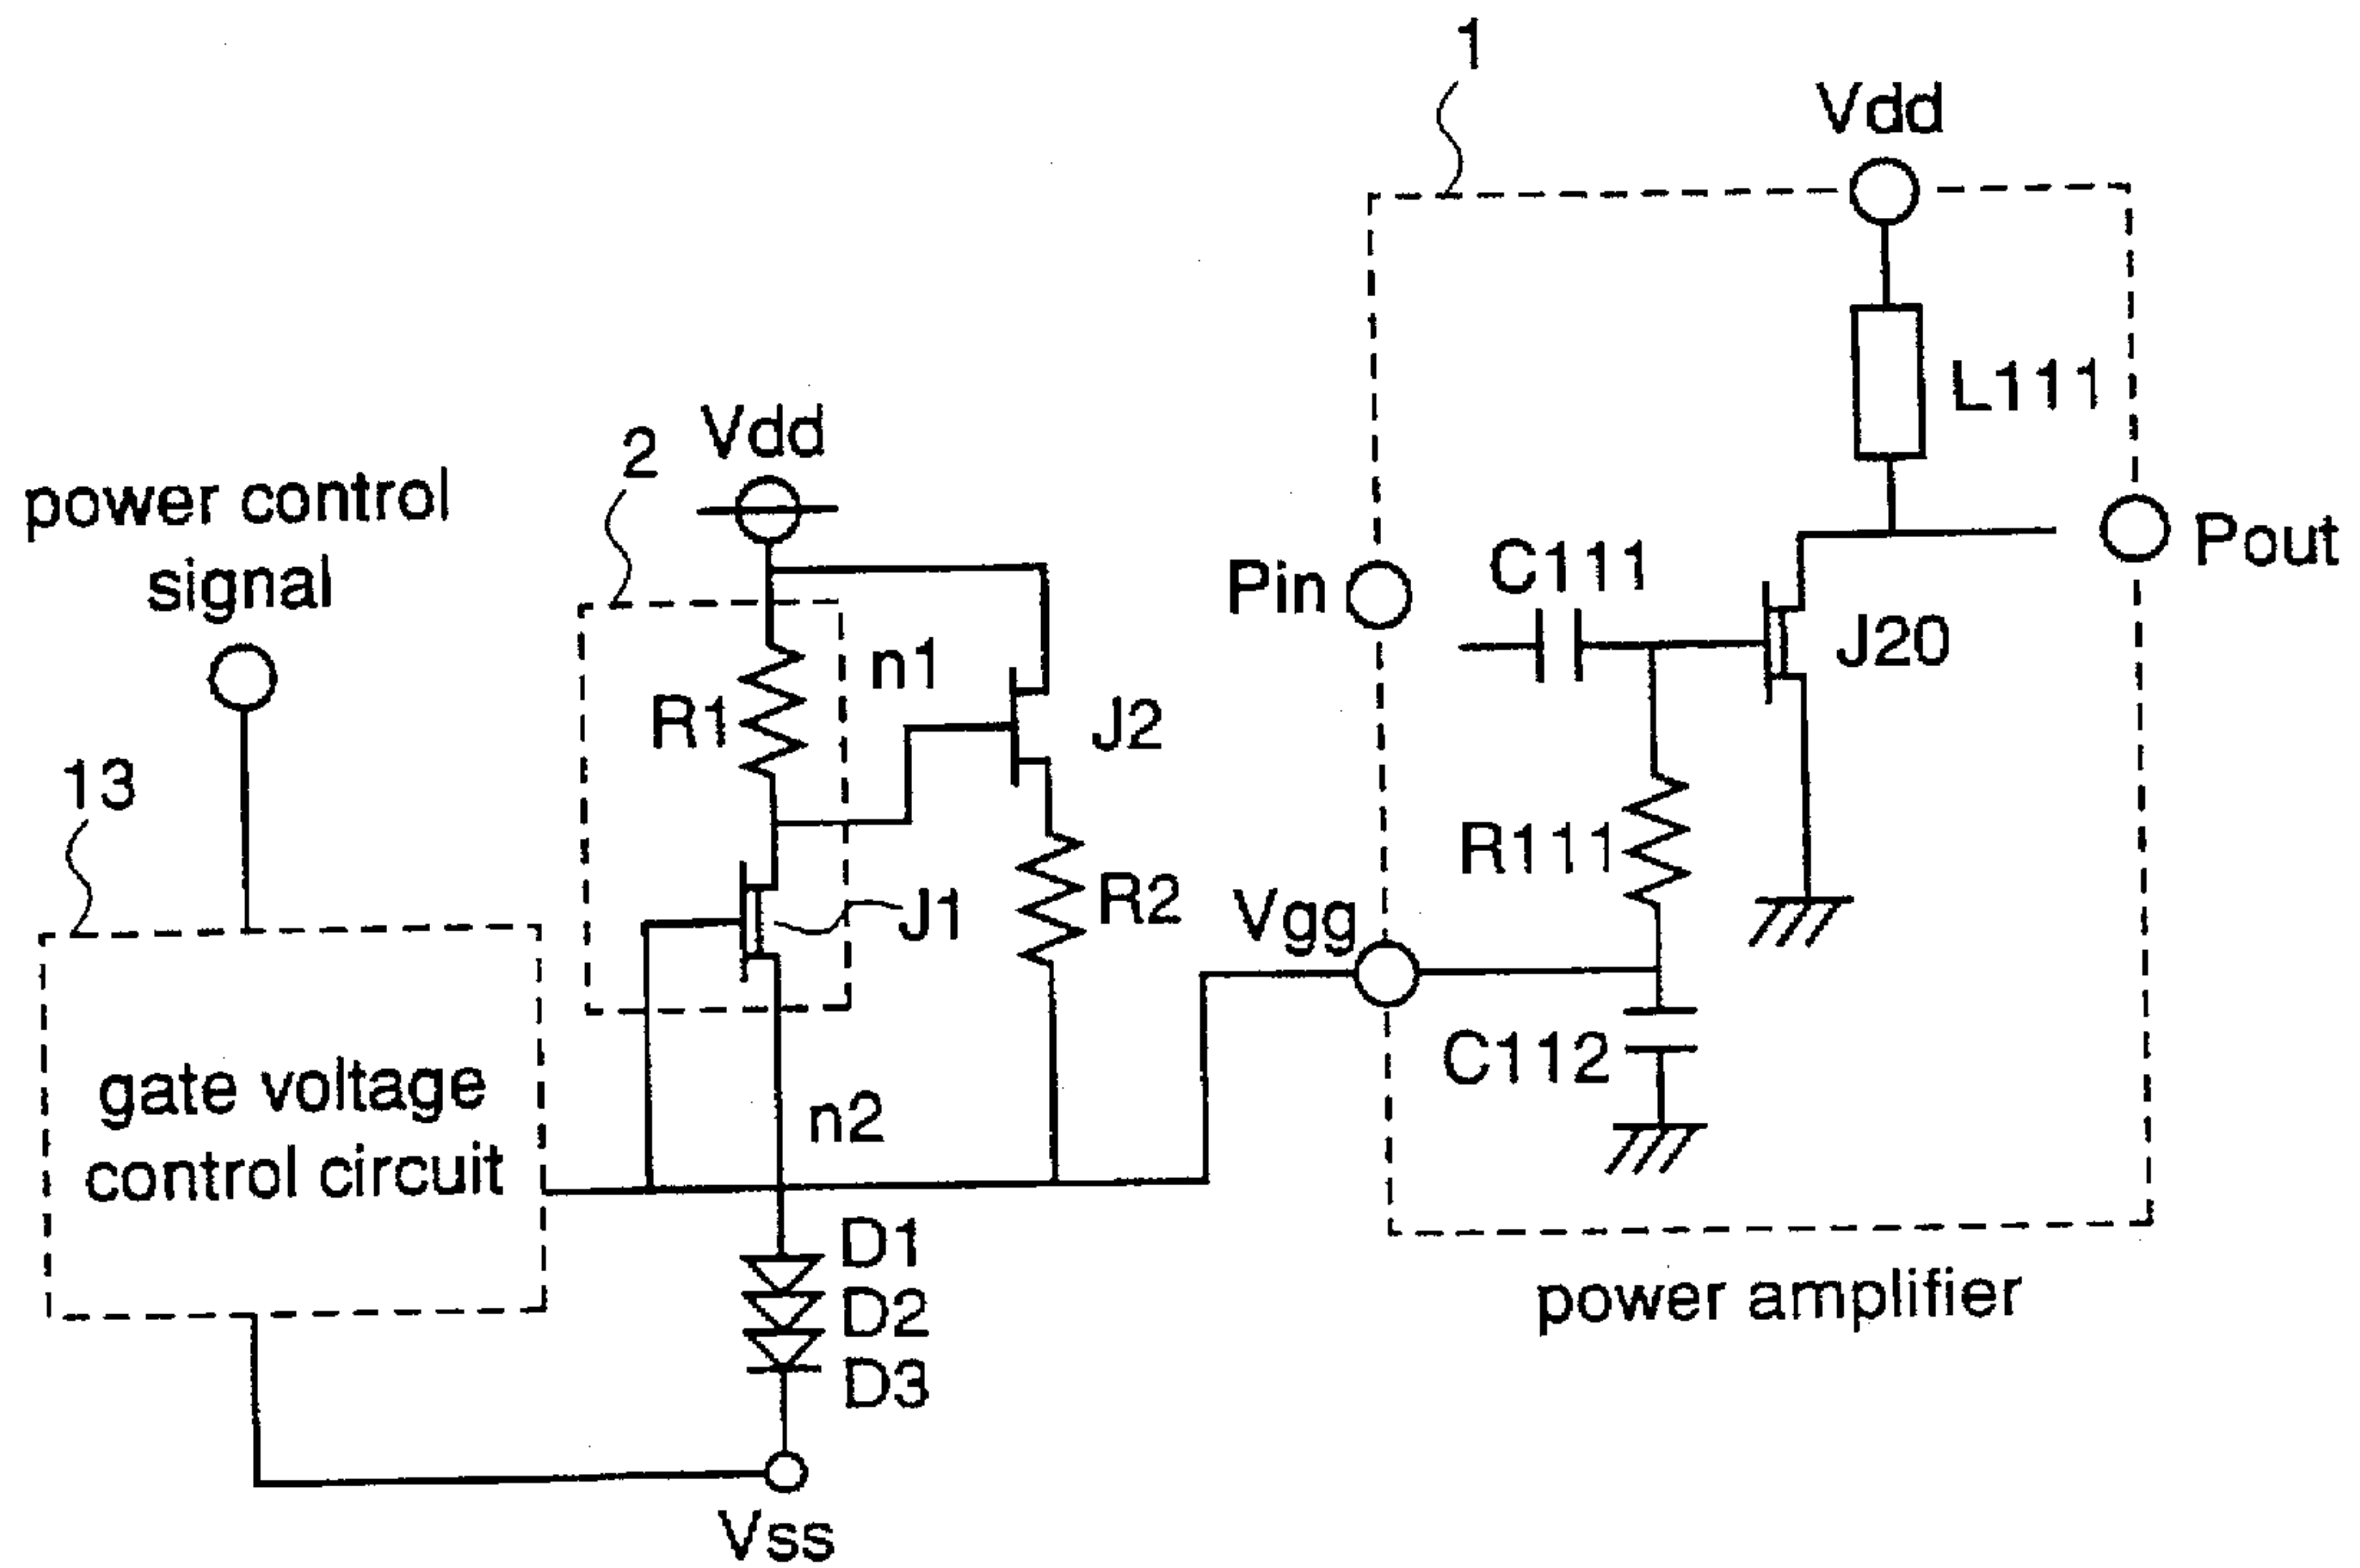 1
Vdd
L111
Pout
Pin
C111
J20
R111
Vgg
C112
power amplifier
2
Vdd
power control
signal
n1
R1
J2
13
J1
R2
gate voltage
control circuit
n2
D1
D2
D3
Vss